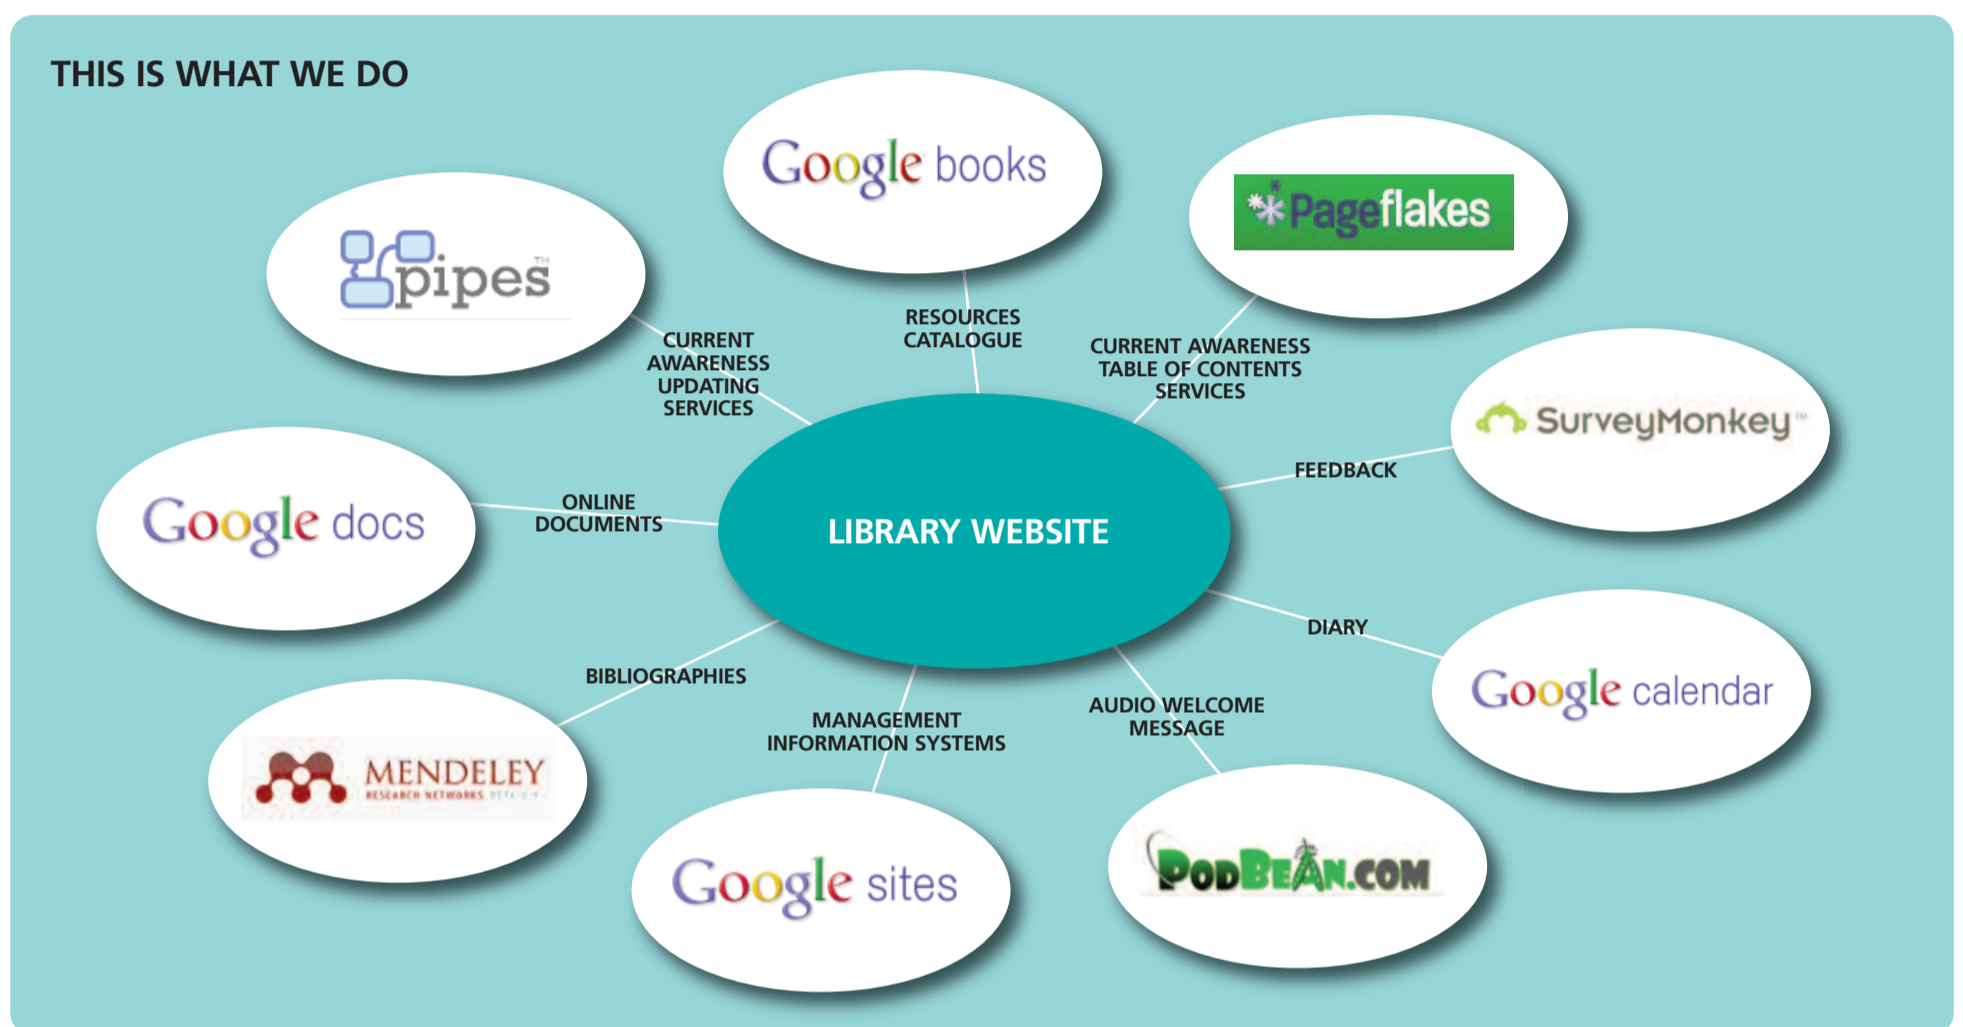 THIS IS WHAT WE DO
Google books
Pageflakes
pipes™
RESOURCES
CATALOGUE
CURRENT
AWARENESS
UPDATING
SERVICES
CURRENT AWARENESS
TABLE OF CONTENTS
SERVICES
SurveyMonkey™
FEEDBACK
Google docs
ONLINE
DOCUMENTS
LIBRARY WEBSITE
DIARY
Google calendar
BIBLIOGRAPHIES
MENDELEY
RESEARCH NETWORKS
MANAGEMENT
INFORMATION SYSTEMS
AUDIO WELCOME
MESSAGE
Google sites
PODBEAN.COM